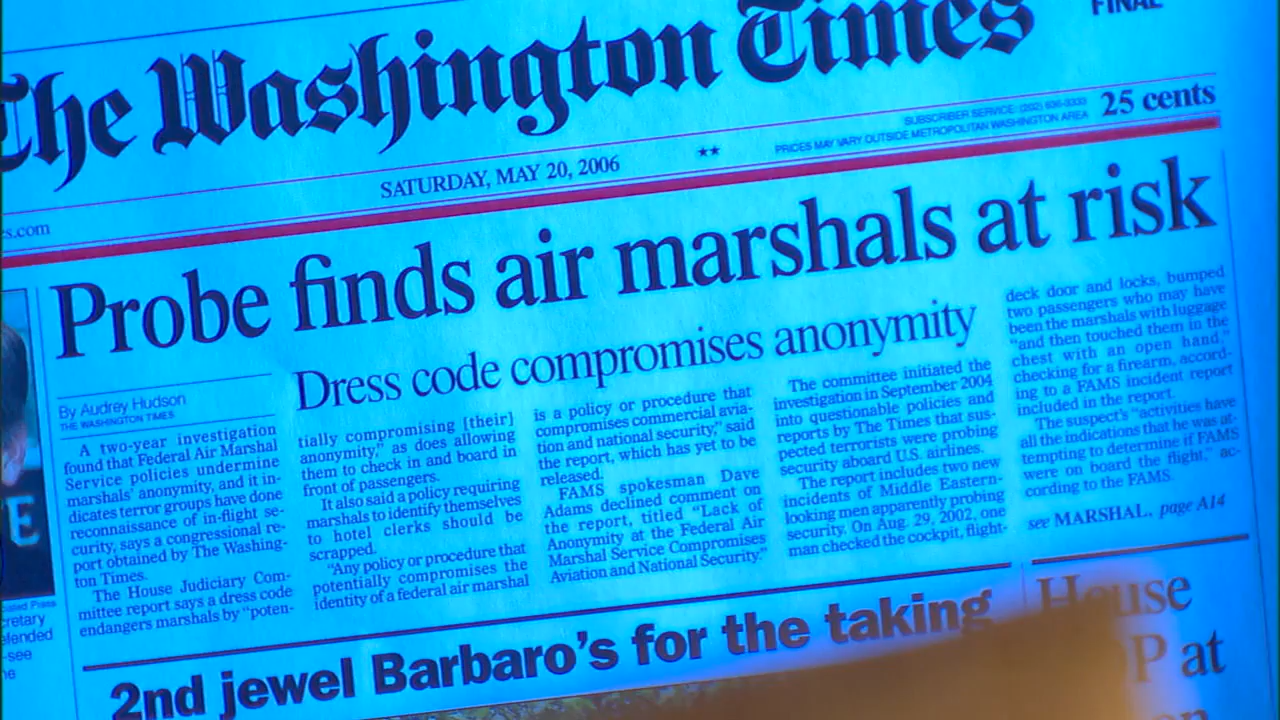 The Washington Times
FINAL
SUBSCRIBER SERVICE: (202) 636-3333
PRICES MAY VARY OUTSIDE METROPOLITAN WASHINGTON AREA
25 cents
SATURDAY, MAY 20, 2006
★★
s.com
Probe finds air marshals at risk
Dress code compromises anonymity
By Audrey Hudson
THE WASHINGTON TIMES
A two-year investigation
found that Federal Air Marshal
Service policies undermine
marshals' anonymity, and it in-
dicates terror groups have done
reconnaissance of in-flight se-
curity, says a congressional re-
port obtained by The Washing-
ton Times.
The House Judiciary Com-
mittee report says a dress code
endangers marshals by "poten-
tially compromising [their]
anonymity," as does allowing
them to check in and board in
front of passengers.
It also said a policy requiring
marshals to identify themselves
to hotel clerks should be
scrapped.
"Any policy or procedure that
potentially compromises the
identity of a federal air marshal
is a policy or procedure that
compromises commercial avia-
tion and national security," said
the report, which has yet to be
released.
FAMS spokesman Dave
Adams declined comment on
the report, titled "Lack of
Anonymity at the Federal Air
Marshal Service Compromises
Aviation and National Security."
The committee initiated the
investigation in September 2004
into questionable policies and
reports by The Times that sus-
pected terrorists were probing
security aboard U.S. airlines.
The report includes two new
incidents of Middle Eastern-
looking men apparently probing
security. On Aug. 29, 2002, one
man checked the cockpit, flight-
deck door and locks, bumped
two passengers who may have
been the marshals with luggage
"and then touched them in the
chest with an open hand,"
checking for a firearm, accord-
ing to a FAMS incident report
included in the report.
The suspect's "activities have
all the indications that he was at-
tempting to determine if FAMS
were on board the flight," ac-
cording to the FAMS.
see MARSHAL, page A14
E
cretary
efended
-see
2nd jewel Barbaro's for the taking
House
P at